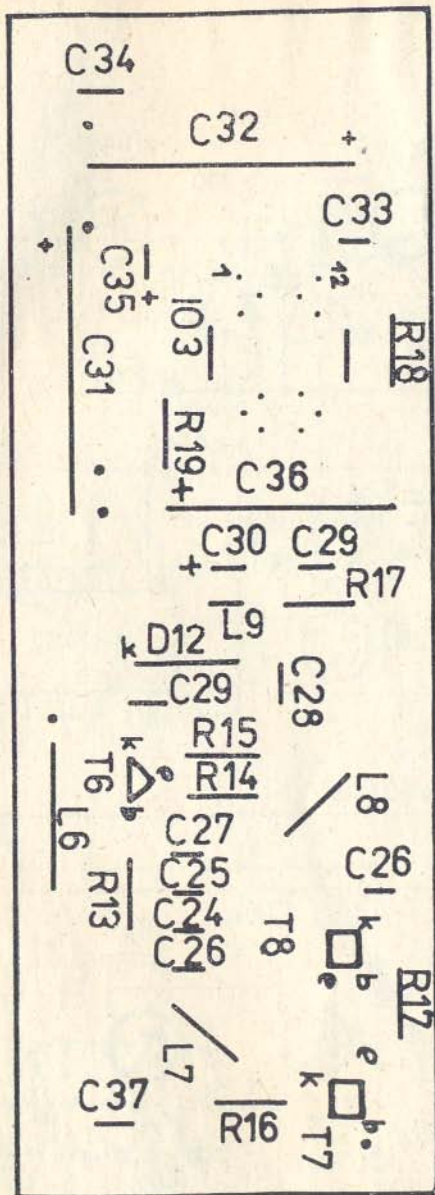 C34
C32 +
C33
+ C35 + 1 12
IO3
R18
C31
R19
+ C36
+ C30 C29
R17
L9
k D12
C29
C28
R15
k e b
T6
R14
L8
L6
C27
C25
C26
R13
C24
T8
k b e
C26
R17
L7
e k b
C37
R16
T7